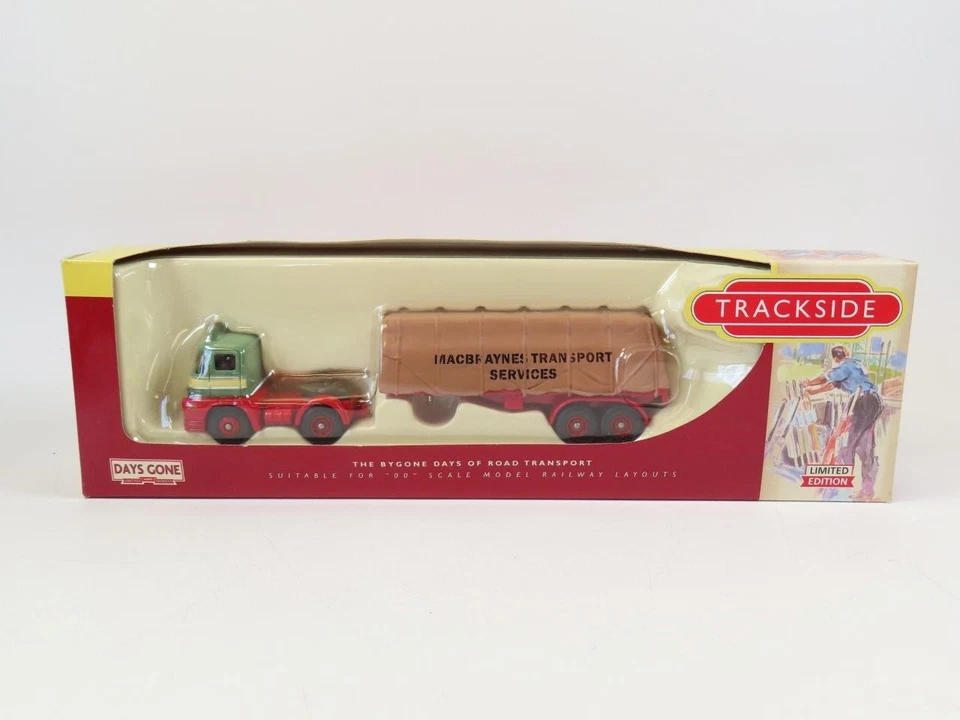 TRACKSIDE
MACBRAYNES TRANSPORT
SERVICES
DAYS GONE
THE BYGONE DAYS OF ROAD TRANSPORT
SUITABLE FOR "00" SCALE MODEL RAILWAY LAYOUTS
LIMITED
EDITION